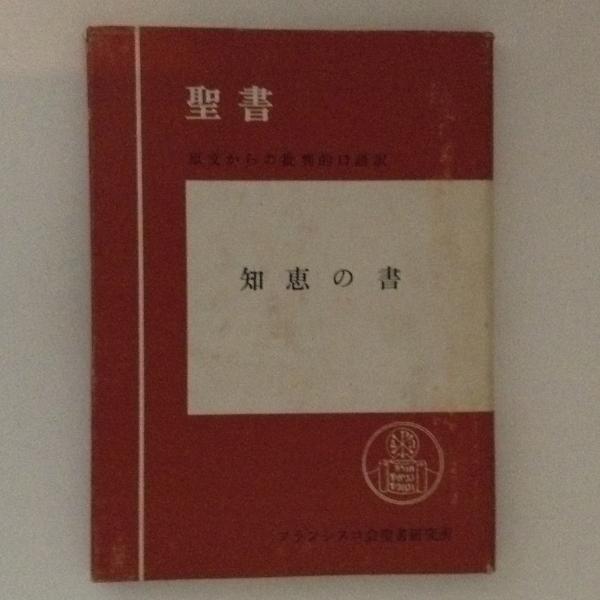 聖書
原文からの批判的口語訳
知恵の書
フランシスコ会聖書研究所